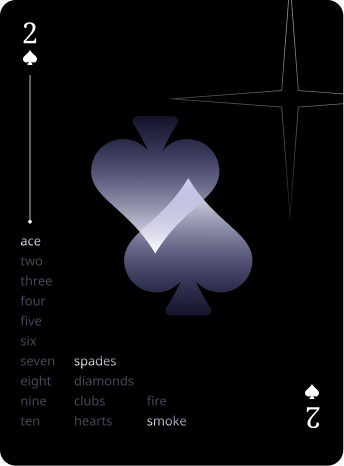 2
ace
two
three
four
five
six
seven spades
eight diamonds
nine clubs fire
ten hearts smoke
2